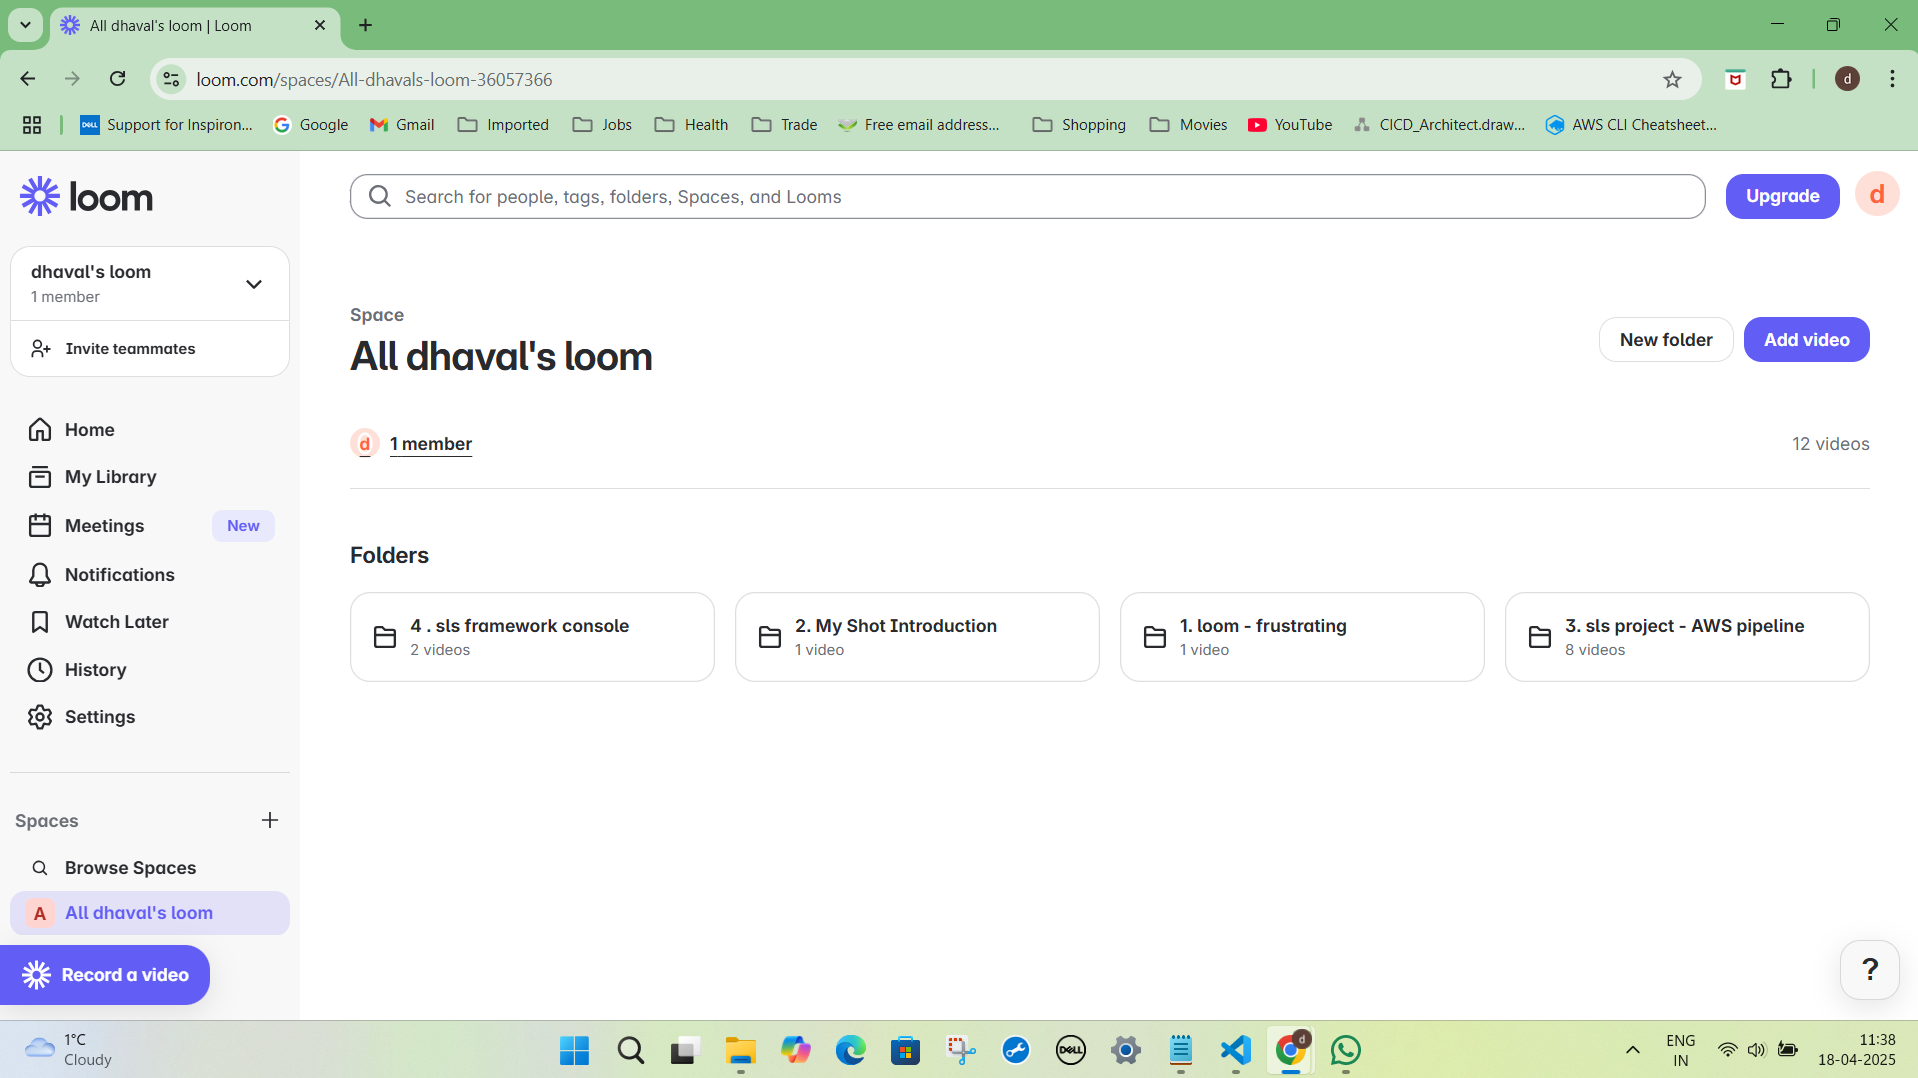 All dhaval's loom | Loom
loom.com/spaces/All-dhavals-loom-36057366
d
Support for Inspiron...
Google
Gmail
Imported
Jobs
Health
Trade
Free email address...
Shopping
Movies
YouTube
CICD_Architect.draw...
AWS CLI Cheatsheet...
loom
Search for people, tags, folders, Spaces, and Looms
Upgrade
d
dhaval's loom
1 member
Invite teammates
Home
My Library
Meetings
New
Notifications
Watch Later
History
Settings
Spaces
Browse Spaces
A
All dhaval's loom
Record a video
Space
All dhaval's loom
New folder
Add video
d
1 member
12 videos
Folders
4 . sls framework console
2 videos
2. My Shot Introduction
1 video
1. loom - frustrating
1 video
3. sls project - AWS pipeline
8 videos
?
1°C
Cloudy
DELL
d
ENG
IN
11:38
18-04-2025